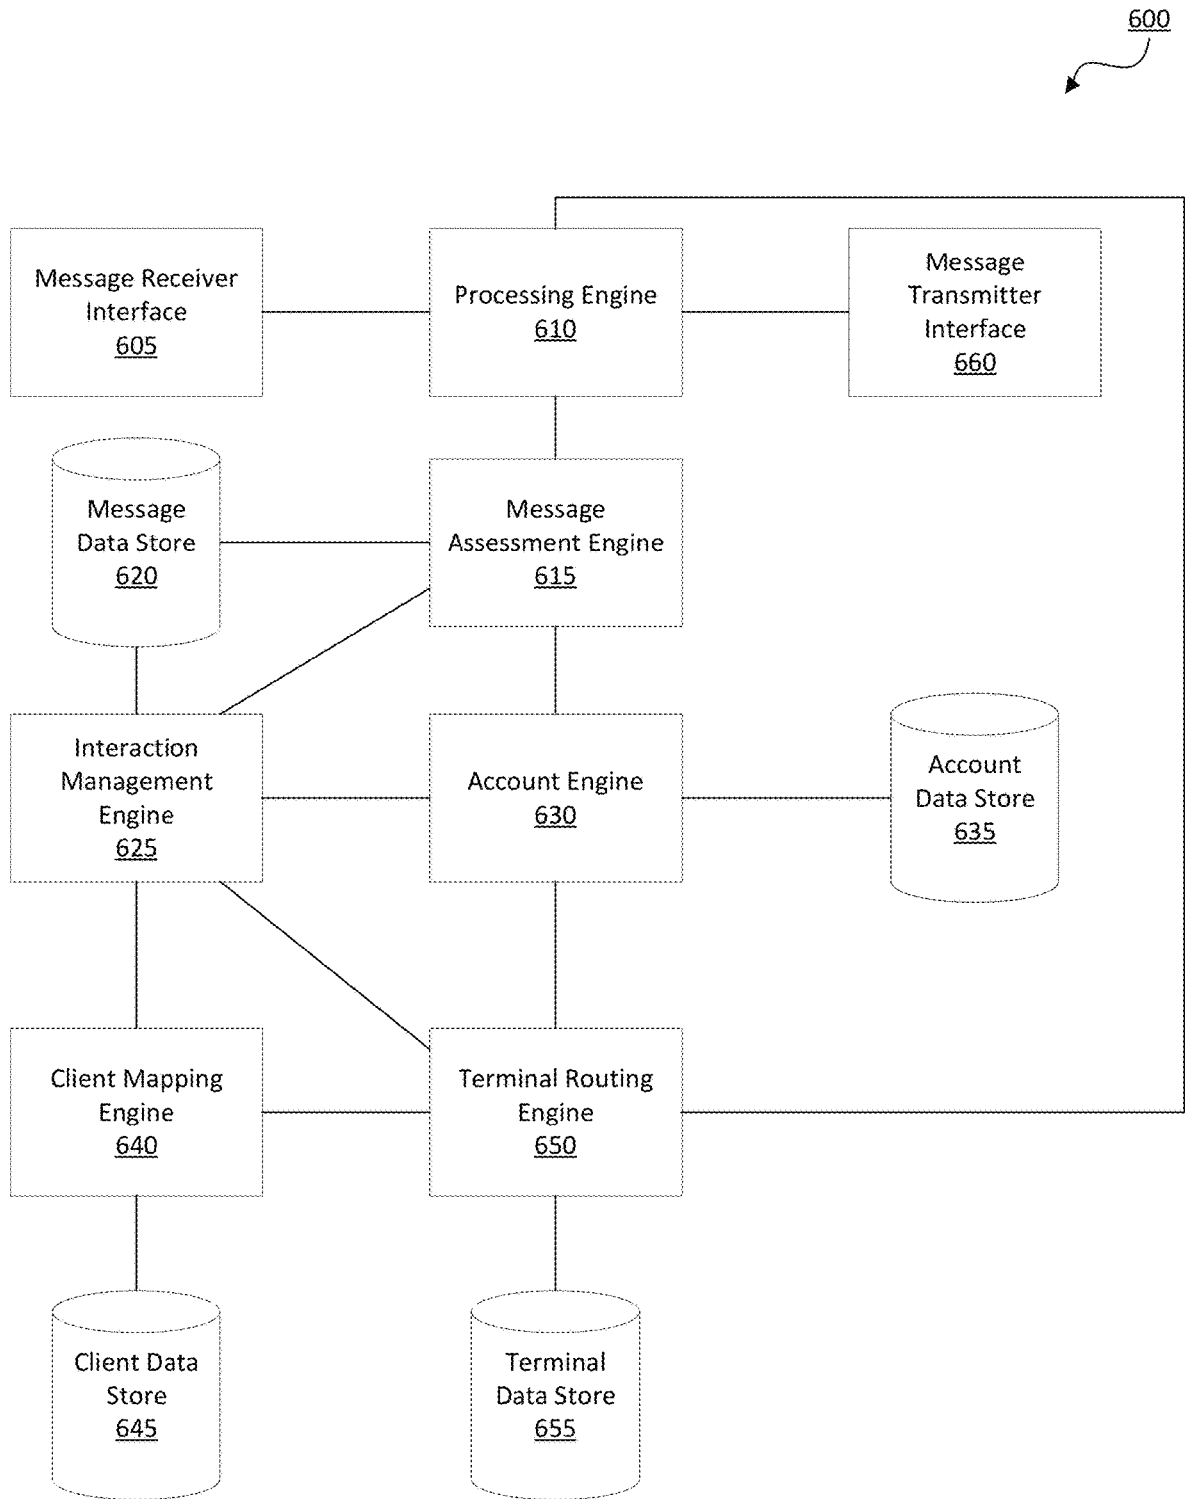 600
Message Receiver
Interface
605
Processing Engine
610
Message
Transmitter
Interface
660
Message
Data Store
620
Message
Assessment Engine
615
Interaction
Management
Engine
625
Account Engine
630
Account
Data Store
635
Client Mapping
Engine
640
Terminal Routing
Engine
650
Client Data
Store
645
Terminal
Data Store
655